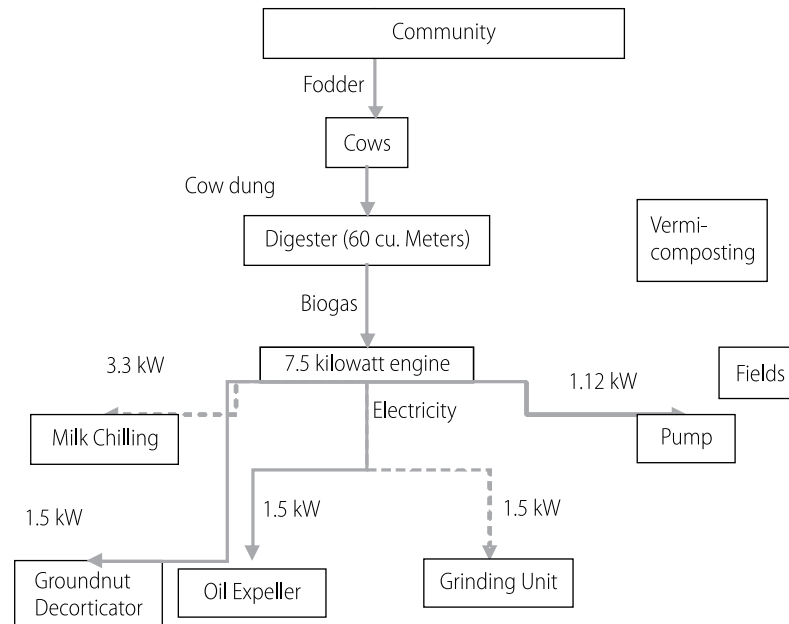 Community
Fodder
Cows
Cow dung
Digester (60 cu. Meters)
Vermi-
composting
Biogas
7.5 kilowatt engine
3.3 kW
1.12 kW
Fields
Electricity
Milk Chilling
Pump
1.5 kW
1.5 kW
1.5 kW
Groundnut
Decorticator
Oil Expeller
Grinding Unit